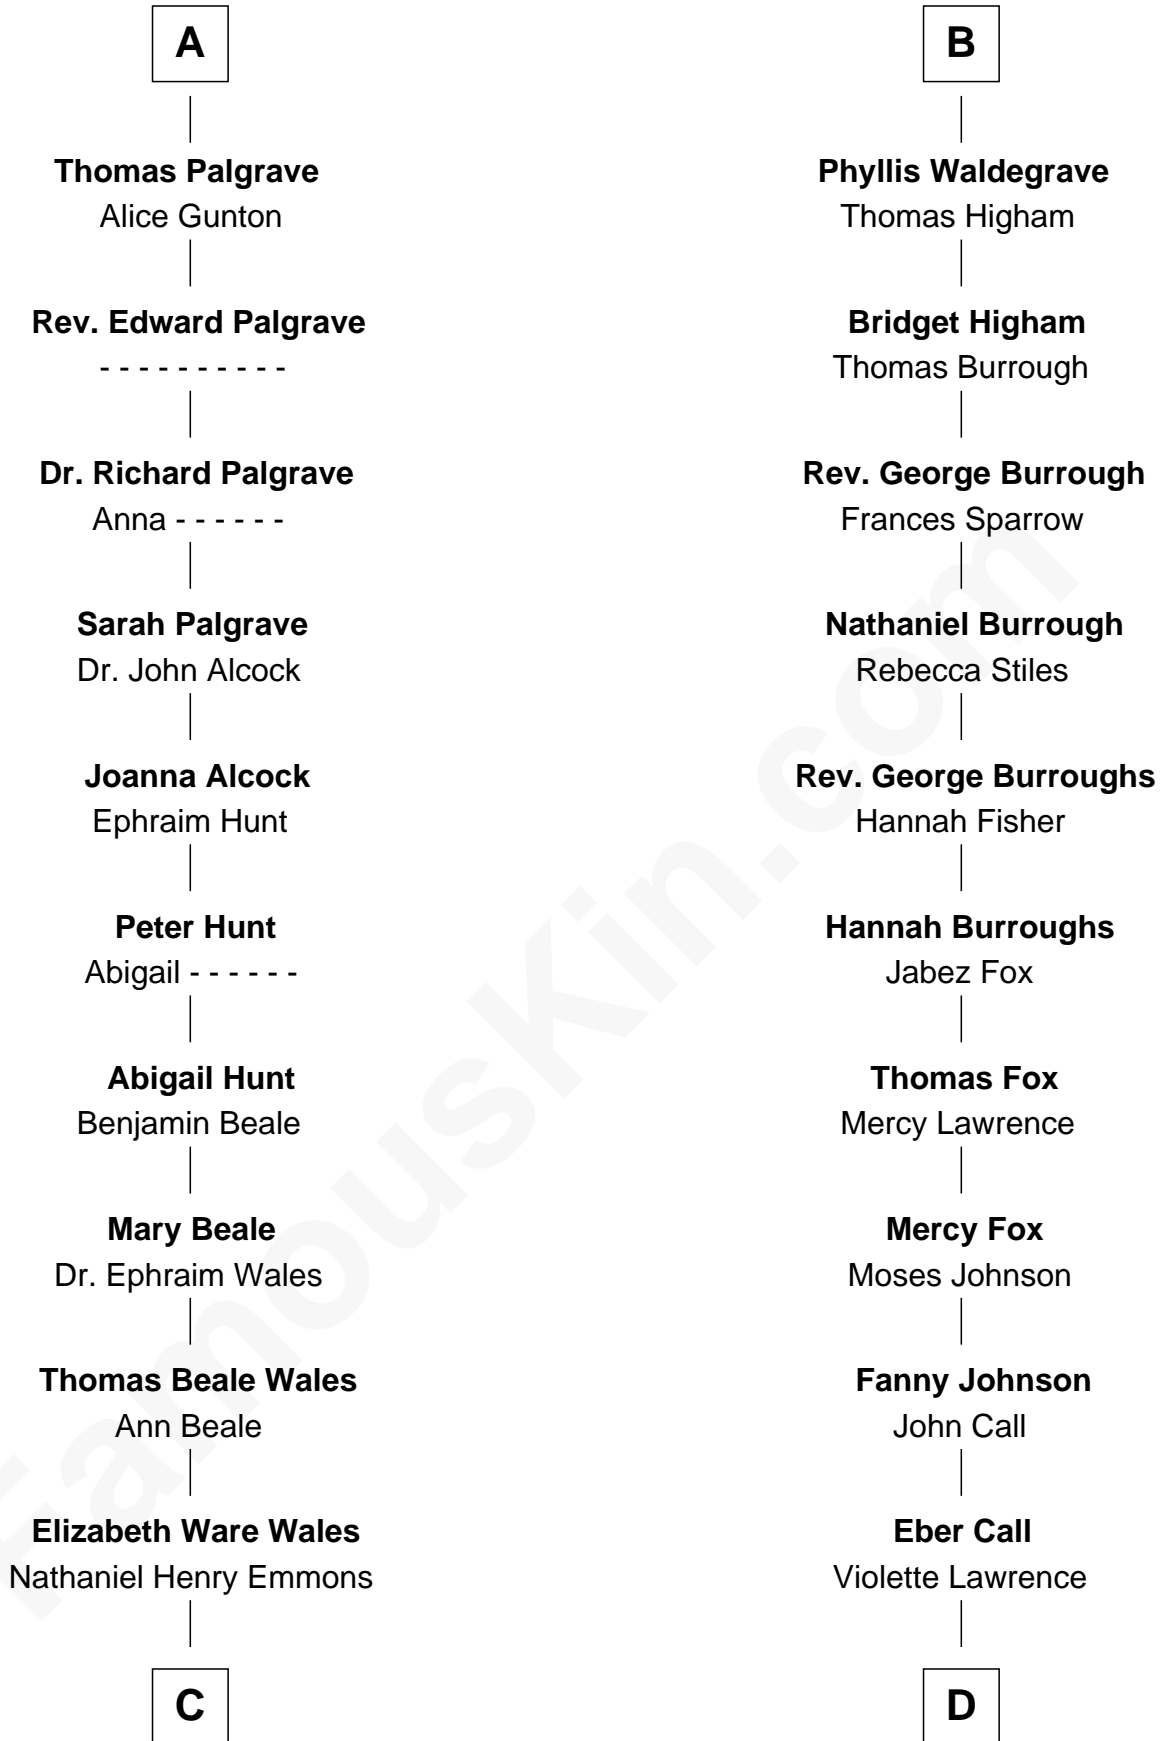 A
Thomas Palgrave
Alice Gunton
Rev. Edward Palgrave
- - - - - - - - - -
Dr. Richard Palgrave
Anna - - - - - -
Sarah Palgrave
Dr. John Alcock
Joanna Alcock
Ephraim Hunt
Peter Hunt
Abigail - - - - - -
Abigail Hunt
Benjamin Beale
Mary Beale
Dr. Ephraim Wales
Thomas Beale Wales
Ann Beale
Elizabeth Ware Wales
Nathaniel Henry Emmons
C
B
Phyllis Waldegrave
Thomas Higham
Bridget Higham
Thomas Burrough
Rev. George Burrough
Frances Sparrow
Nathaniel Burrough
Rebecca Stiles
Rev. George Burroughs
Hannah Fisher
Hannah Burroughs
Jabez Fox
Thomas Fox
Mercy Lawrence
Mercy Fox
Moses Johnson
Fanny Johnson
John Call
Eber Call
Violette Lawrence
D
FamousKin.com